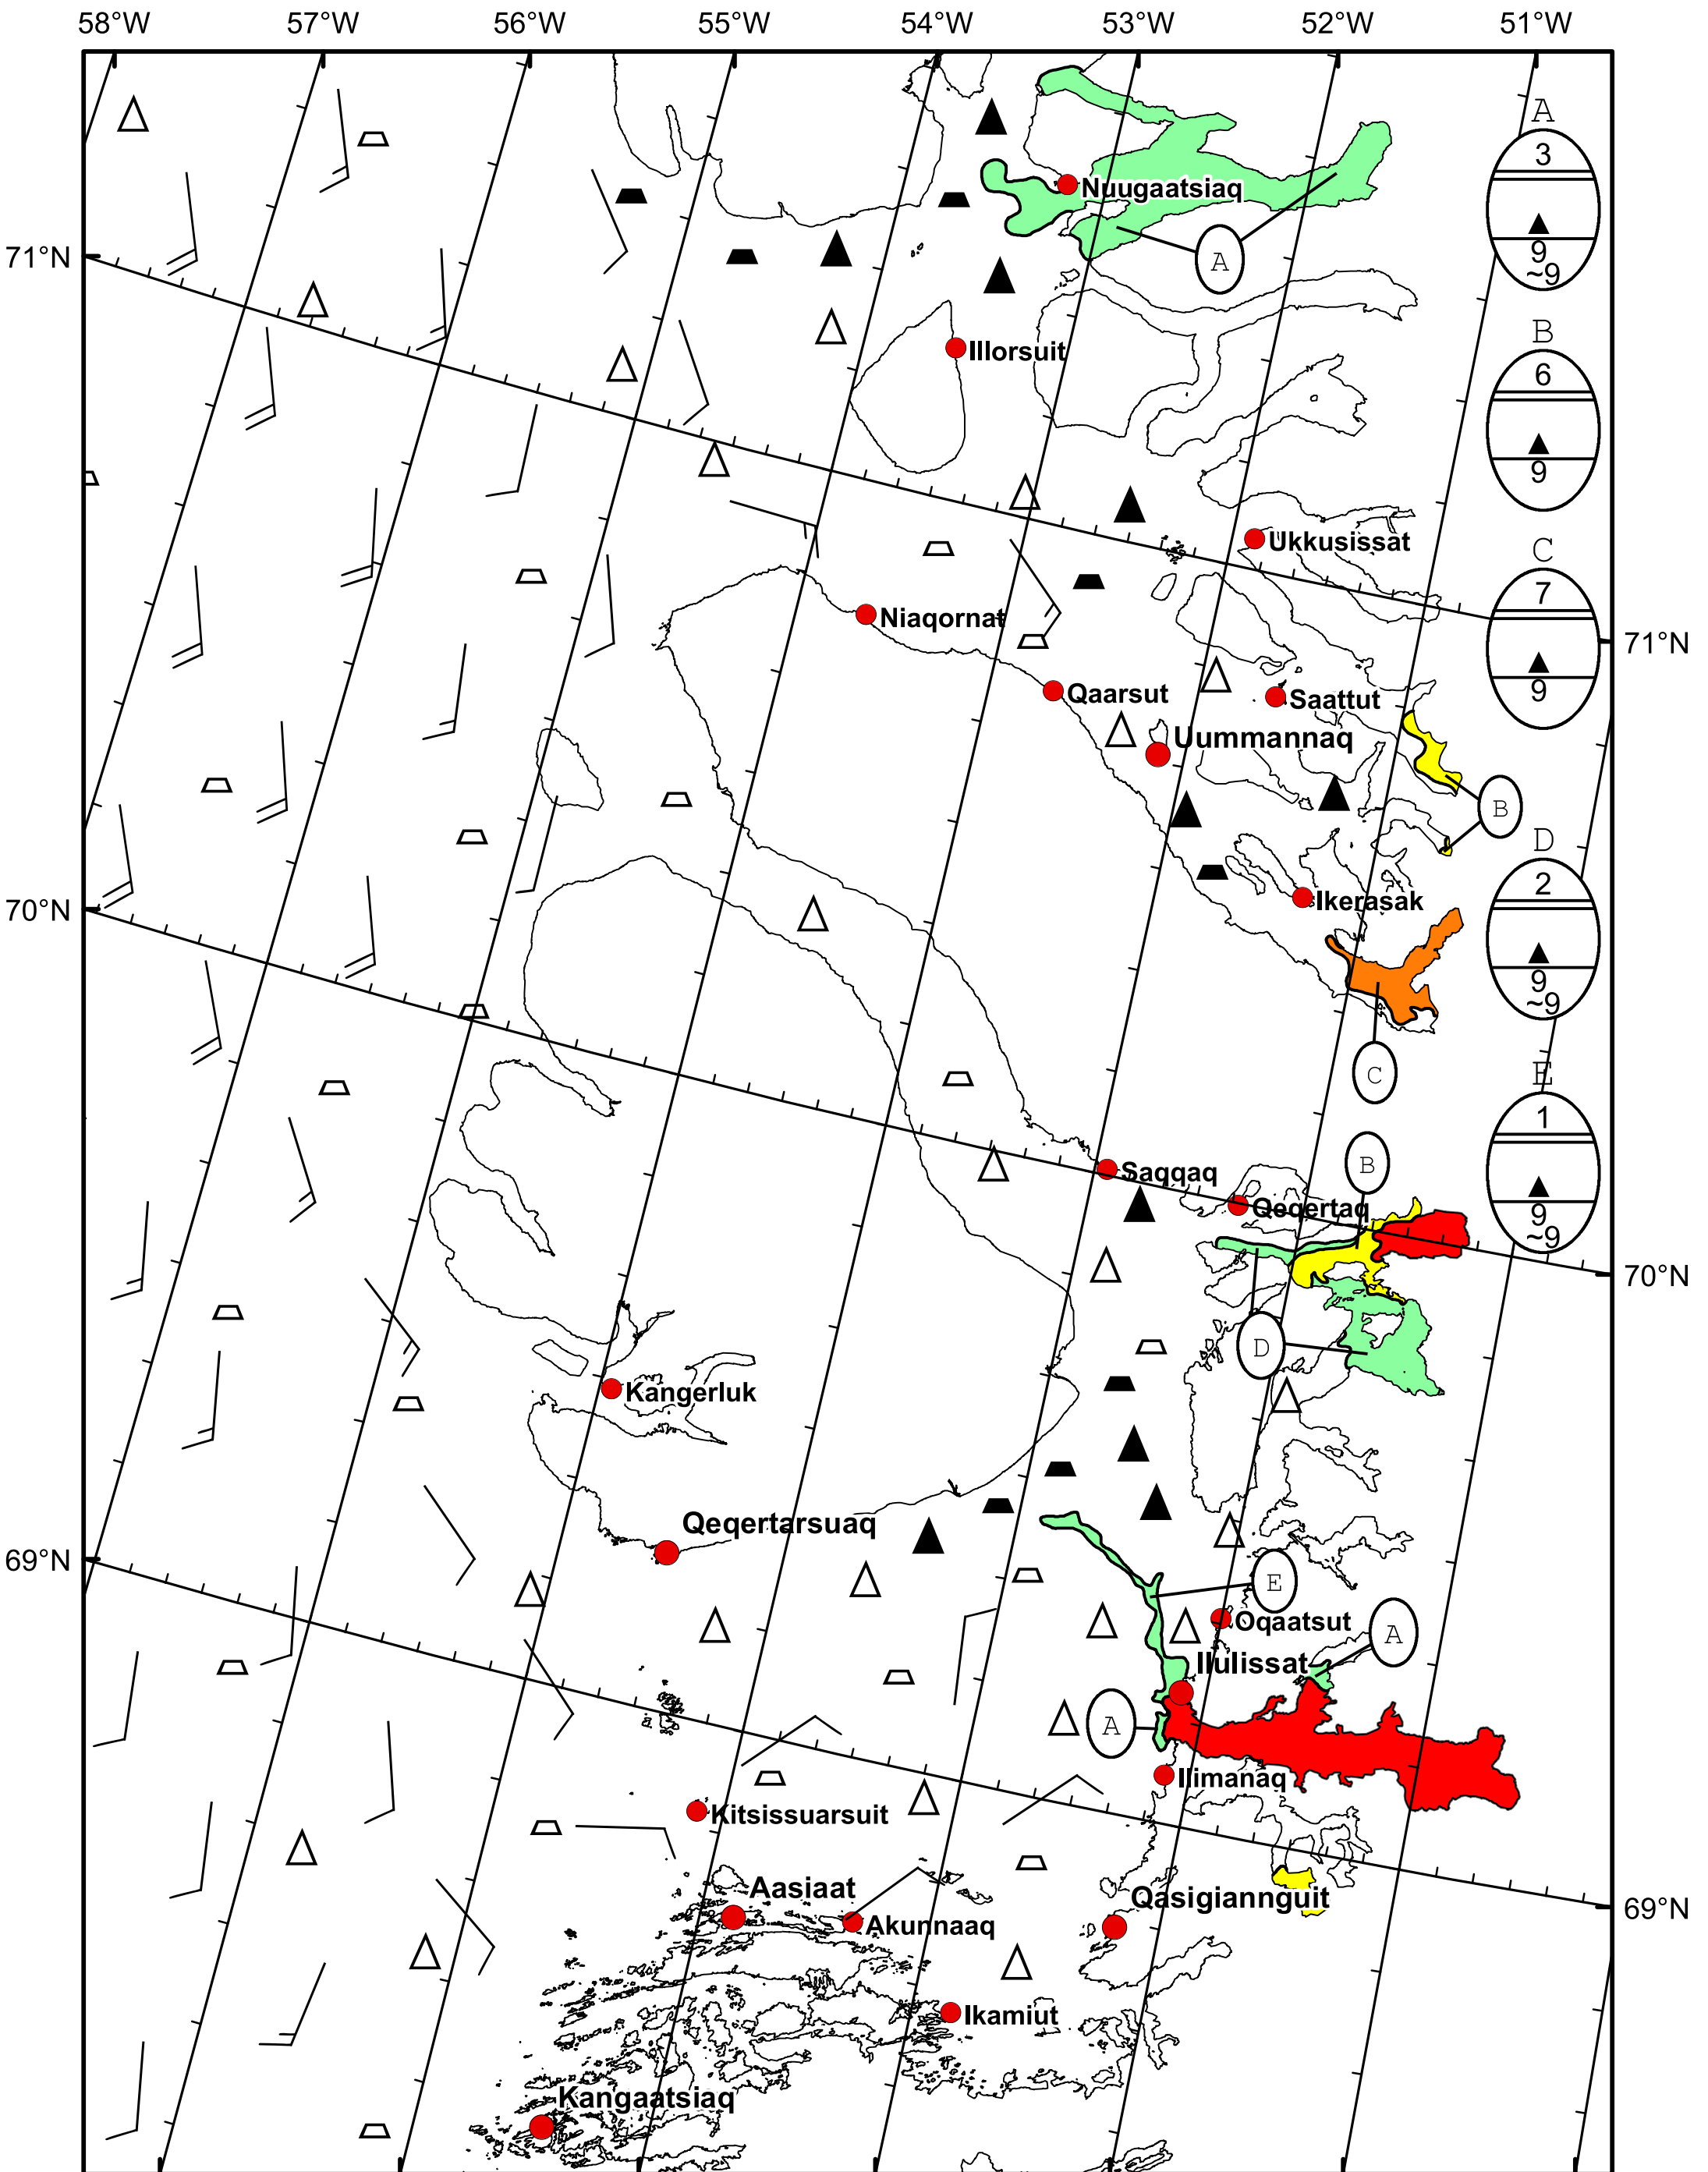 58°W 57°W 56°W 55°W 54°W 53°W 52°W 51°W
A
3
9
~9
Nuugaatsiaq
A
71°N
B
6
9
Illorsuit
Ukkusissat
C
7
9
Niaqornat
71°N
Qaarsut
Saattut
Uummannaq
B
D
2
9
~9
Ikerasak
70°N
C
E
1
9
~9
B
Saqqaq
Qeqertaq
70°N
D
Kangerluk
Qeqertarsuaq
69°N
E
Oqaatsut
A
Ilulissat
A
Ilimanaq
Kitsissuarsuit
Aasiaat
Qasigiannguit
69°N
Akunnaaq
Ikamiut
Kangaatsiaq